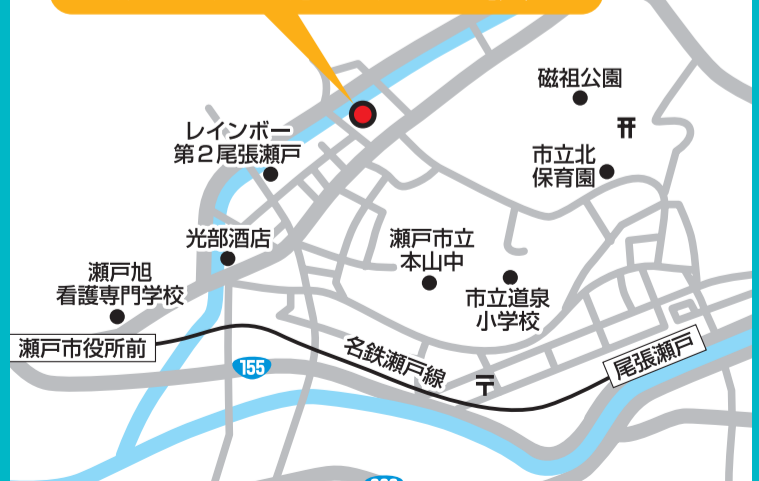 磁祖公園
レインボー
第2尾張瀬戸
市立北
保育園
光部酒店
瀬戸市立
本山中
瀬戸旭
看護専門学校
市立道泉
小学校
瀬戸市役所前
名鉄瀬戸線
尾張瀬戸
155